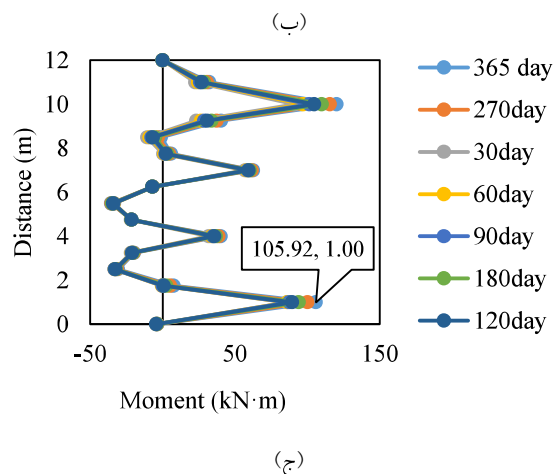 (ب)
12
10
8
6
4
2
0
Distance (m)
-50
50
150
Moment (kN·m)
105.92, 1.00
365 day
270day
30day
60day
90day
180day
120day
(ج)